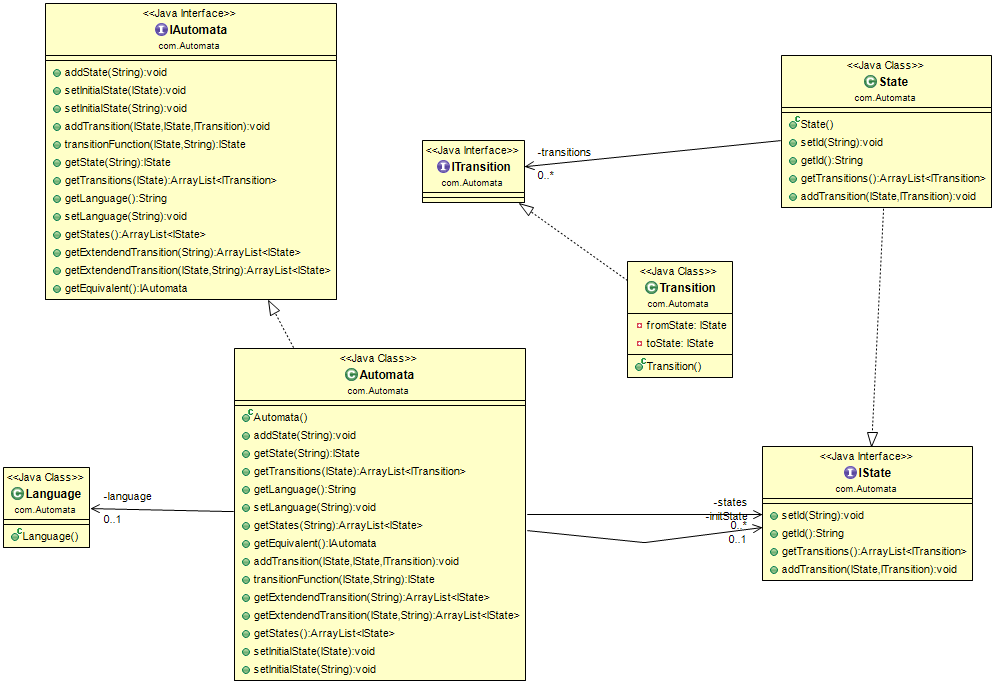 <<Java Interface>>
IAutomata
com.Automata
addState(String):void
setInitialState(IState):void
setInitialState(String):void
addTransition(IState,IState,ITransition):void
transitionFunction(IState,String):IState
getState(String):IState
getTransitions(IState):ArrayList<ITransition>
getLanguage():String
setLanguage(String):void
getStates():ArrayList<IState>
getExtendendTransition(String):ArrayList<IState>
getExtendendTransition(IState,String):ArrayList<IState>
getEquivalent():IAutomata
<<Java Class>>
State
com.Automata
State()
setId(String):void
getId():String
getTransitions():ArrayList<ITransition>
addTransition(IState,ITransition):void
<<Java Interface>>
ITransition
com.Automata
-transitions
0..*
<<Java Class>>
Transition
com.Automata
fromState: IState
toState: IState
Transition()
<<Java Class>>
Automata
com.Automata
Automata()
addState(String):void
getState(String):IState
getTransitions(IState):ArrayList<ITransition>
getLanguage():String
setLanguage(String):void
getStates(String):ArrayList<IState>
getEquivalent():IAutomata
addTransition(IState,IState,ITransition):void
transitionFunction(IState,String):IState
getExtendendTransition(String):ArrayList<IState>
getExtendendTransition(IState,String):ArrayList<IState>
getStates():ArrayList<IState>
setInitialState(IState):void
setInitialState(String):void
<<Java Class>>
Language
com.Automata
Language()
-language
0..1
-states
-initState
0..*
0..1
<<Java Interface>>
IState
com.Automata
setId(String):void
getId():String
getTransitions():ArrayList<ITransition>
addTransition(IState,ITransition):void